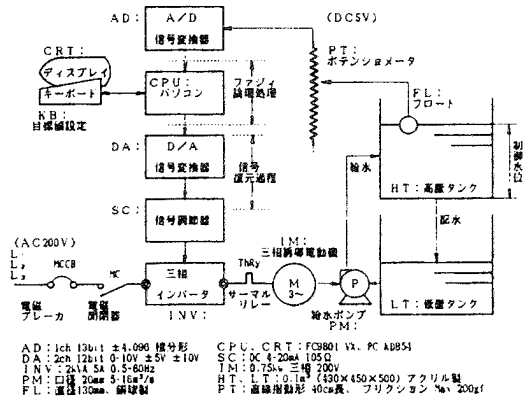 AD:
A/D
信号変換器
(DC5V)
PT:
ポテンショメータ
CRT:
ディスプレイ
キーボード
KB:
目標値設定
CPU:
パソコン
ファジィ
論理処理
FL:
フロート
DA:
D/A
信号変換器
信号
復元過程
給水
制御水位
HT: 高置タンク
SC:
信号調節器
配水
(AC200V)
L₁
L₂
L₃
MCCB
MC
電磁
ブレーカ
電磁
開閉器
三相
インバータ
INV:
ThRy
サーマル
リレー
IM:
三相誘導電動機
M
3~
P
給水ポンプ
PM:
LT: 低置タンク
AD: 1ch 13bit ±4.096 積分形
DA: 2ch 12bit 0-10V ±5V ±10V
INV: 2kVA 5A 0.5-60Hz
PM: 口径 20mm 5-16m³/s
FL: 直径130mm、銅球製
CPU, CRT: PC9801 VX, PC KD854
SC: DC 4-20mA 105Ω
IM: 0.75kw 三相 200V
HT, LT: 0.1m³ (430×450×500) アクリル製
PT: 直線摺動形 40cm長、フリクション Max 200gf